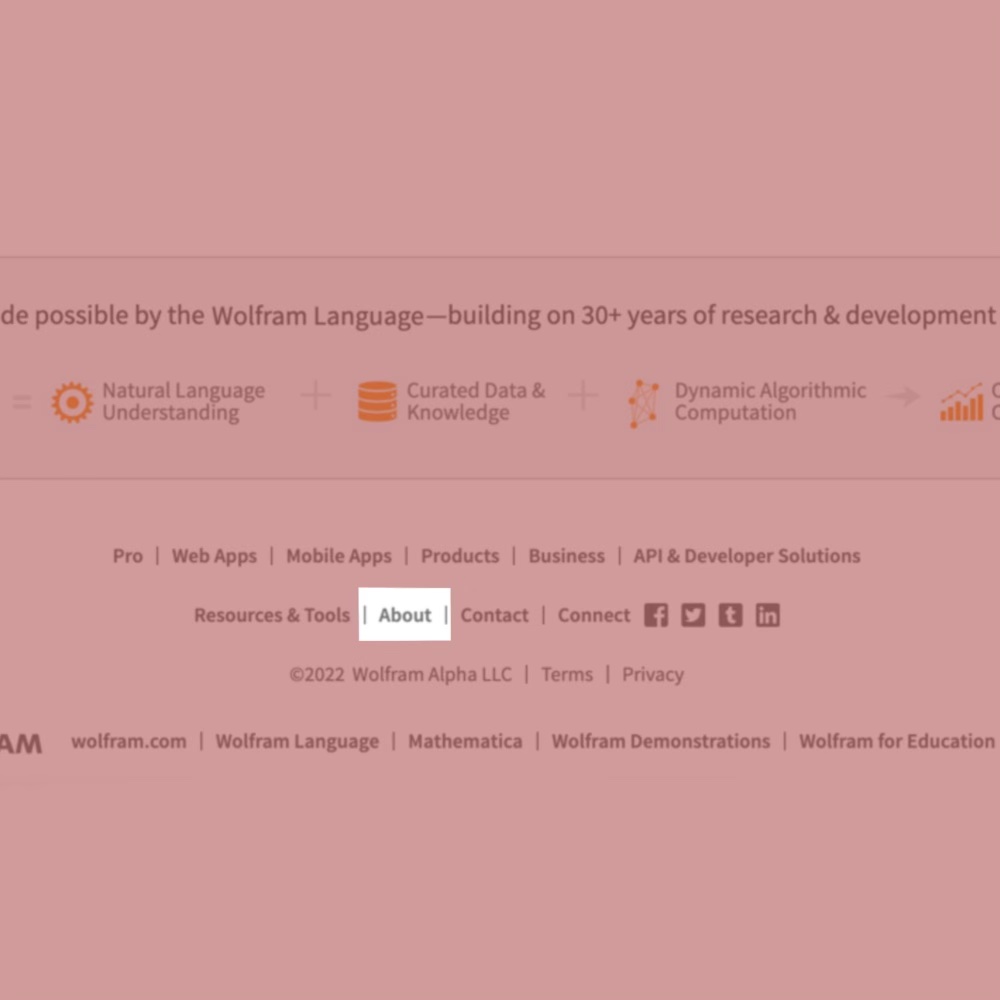 de possible by the Wolfram Language—building on 30+ years of research & development
= Natural Language Understanding + Curated Data & Knowledge + Dynamic Algorithmic Computation →
Pro | Web Apps | Mobile Apps | Products | Business | API & Developer Solutions
Resources & Tools | About | Contact | Connect
©2022 Wolfram Alpha LLC | Terms | Privacy
AM wolfram.com | Wolfram Language | Mathematica | Wolfram Demonstrations | Wolfram for Education